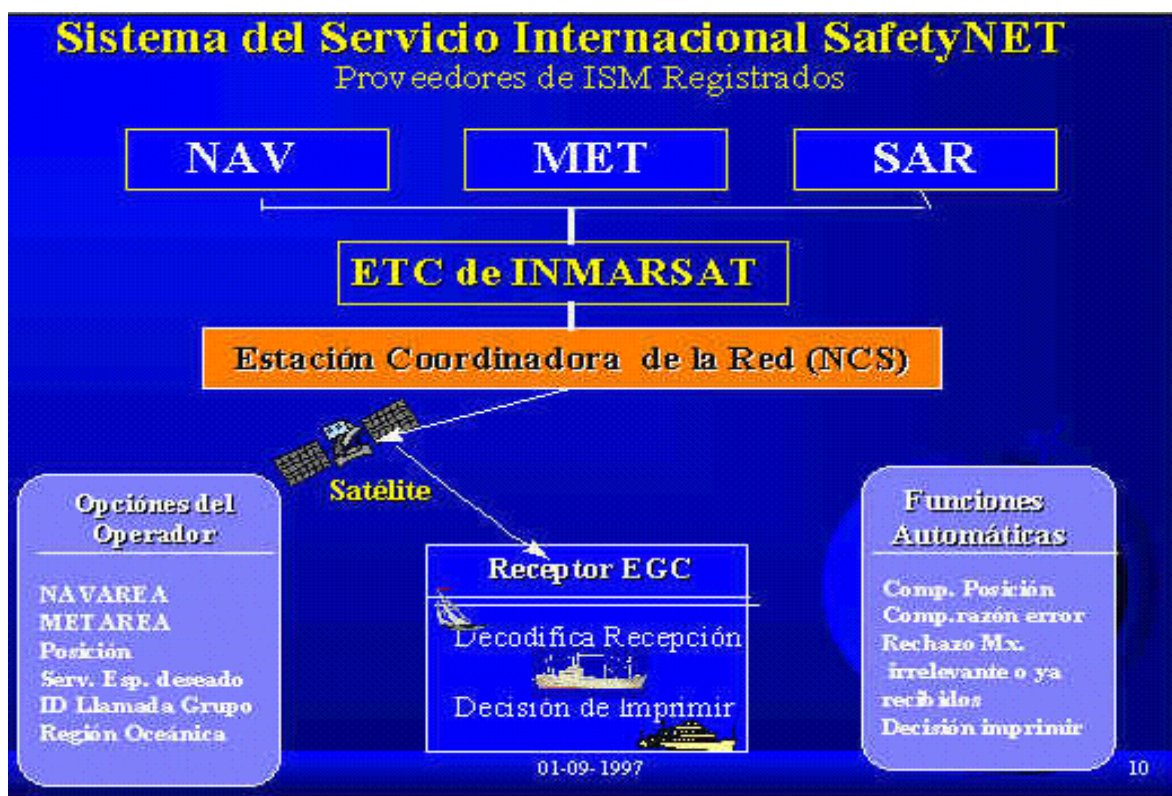 Sistema del Servicio Internacional SafetyNET
Proveedores de ISM Registrados
NAV
MET
SAR
ETC de INMARSAT
Estación Coordinadora de la Red (NCS)
Satélite
Opciónes del
Operador
NAVAREA
METAREA
Posición
Serv. Esp. deseado
ID Llamada Grupo
Región Oceánica
Receptor EGC
Decodifica Recepción
Decisión de Imprimir
Funciones
Automáticas
Comp. Posición
Comp.razón error
Rechazo Mx.
irrelevante o ya
recibidos
Decisión imprimir
01-09-1997
10